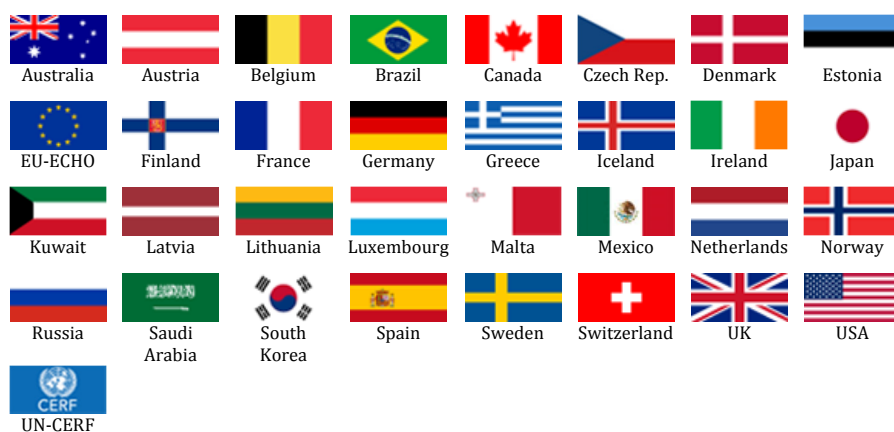 Australia
Austria
Belgium
Brazil
Canada
Czech Rep.
Denmark
Estonia
EU-ECHO
Finland
France
Germany
Greece
Iceland
Ireland
Japan
Kuwait
Latvia
Lithuania
Luxembourg
Malta
Mexico
Netherlands
Norway
Russia
Saudi
Arabia
South
Korea
Spain
Sweden
Switzerland
UK
USA
CERF
UN-CERF